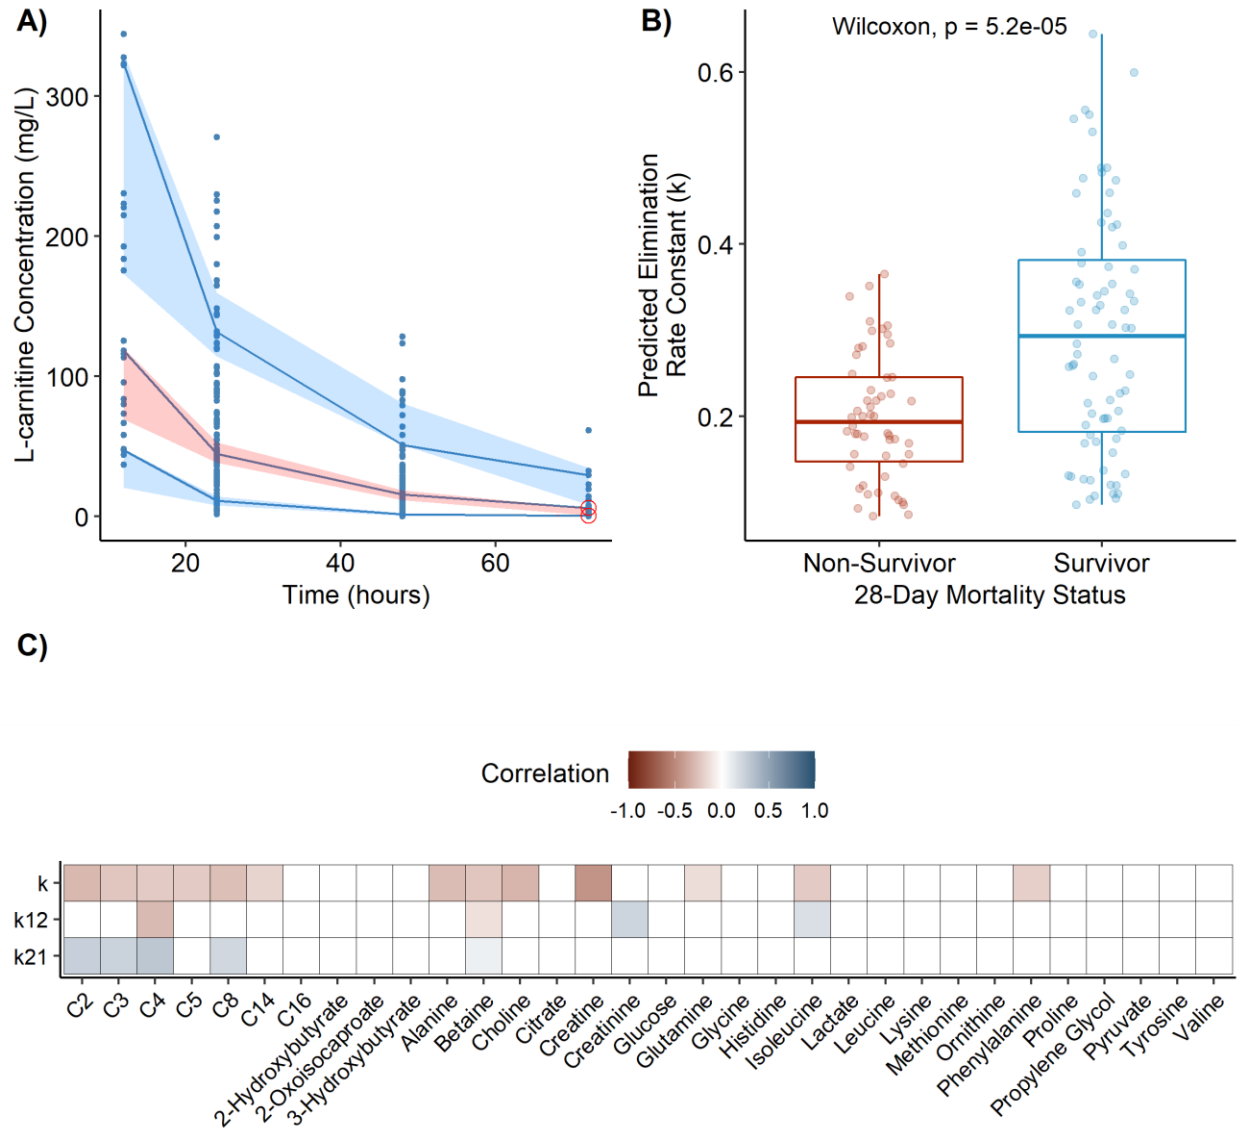 A)
L-carnitine Concentration (mg/L)
300
200
100
0
20 40 60
Time (hours)
B)
Wilcoxon, p = 5.2e-05
Predicted Elimination
Rate Constant (k)
0.6
0.4
0.2
Non-Survivor Survivor
28-Day Mortality Status
C)
Correlation
-1.0 -0.5 0.0 0.5 1.0
k
k12
k21
C2
C3
C4
C5
C8
C14
C16
2-Hydroxybutyrate
2-Oxoisocaproate
3-Hydroxybutyrate
Alanine
Betaine
Choline
Citrate
Creatine
Creatinine
Glucose
Glutamine
Glycine
Histidine
Isoleucine
Lactate
Leucine
Lysine
Methionine
Ornithine
Phenylalanine
Proline
Propylene Glycol
Pyruvate
Tyrosine
Valine